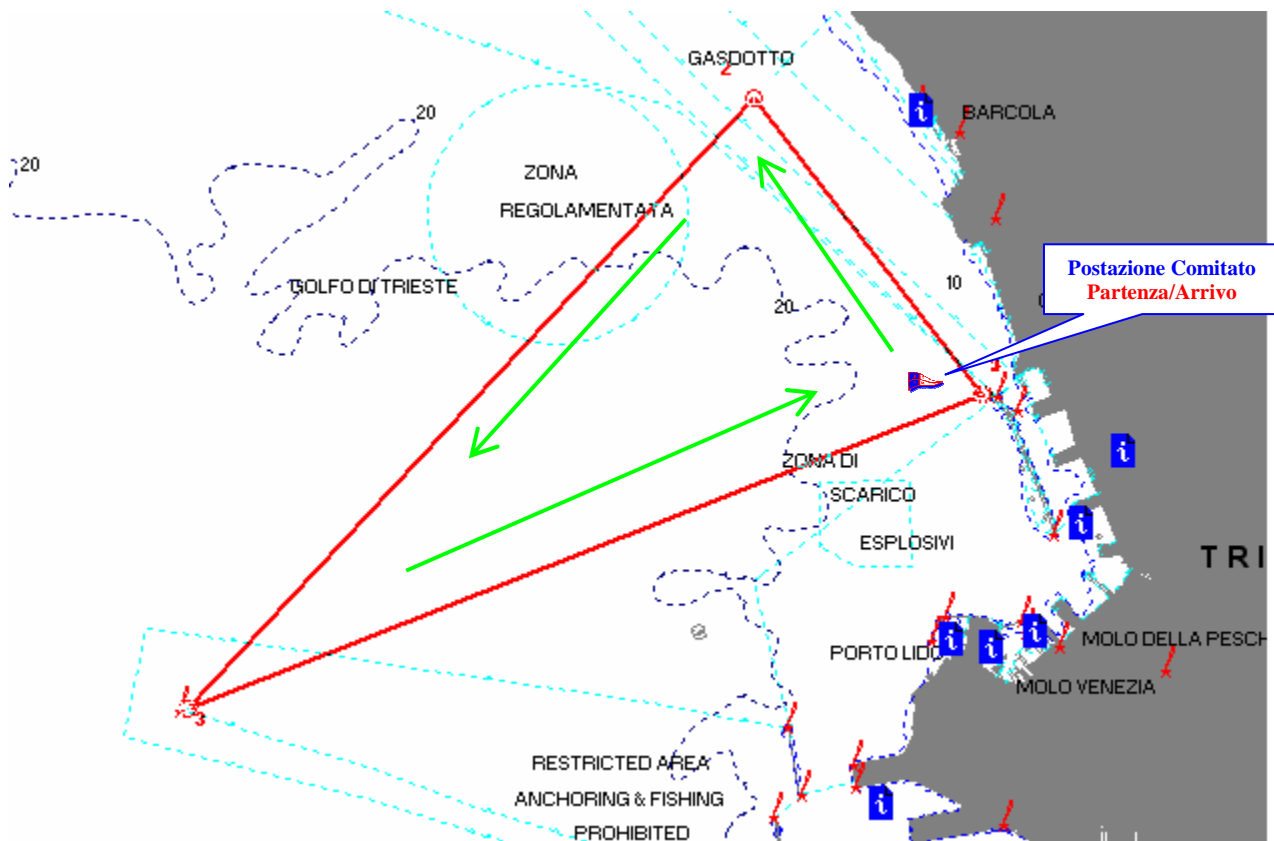 GASDOTTO
2
20
BARCOLA
20
ZONA
REGOLAMENTATA
Postazione Comitato
Partenza/Arrivo
GOLFO DI TRIESTE
10
20
ZONA DI
SCARICO
ESPLOSIVI
TRI
MOLO DELLA PESCH
PORTO LIDO
MOLO VENEZIA
3
RESTRICTED AREA
ANCHORING & FISHING
PROHIBITED